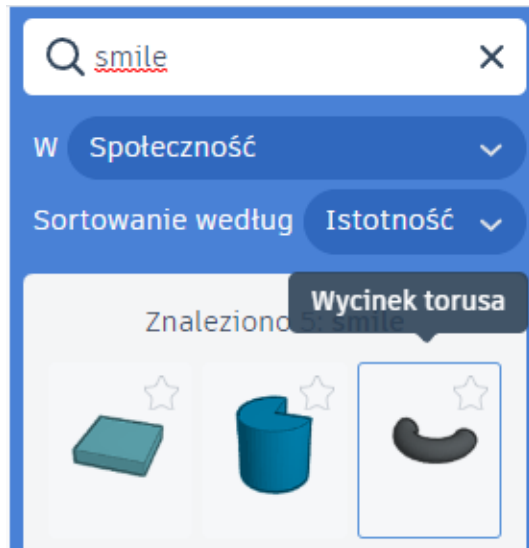 smile
W Społeczność
Sortowanie według Istotność
Wycinek torusa
Znaleziono 5: smile